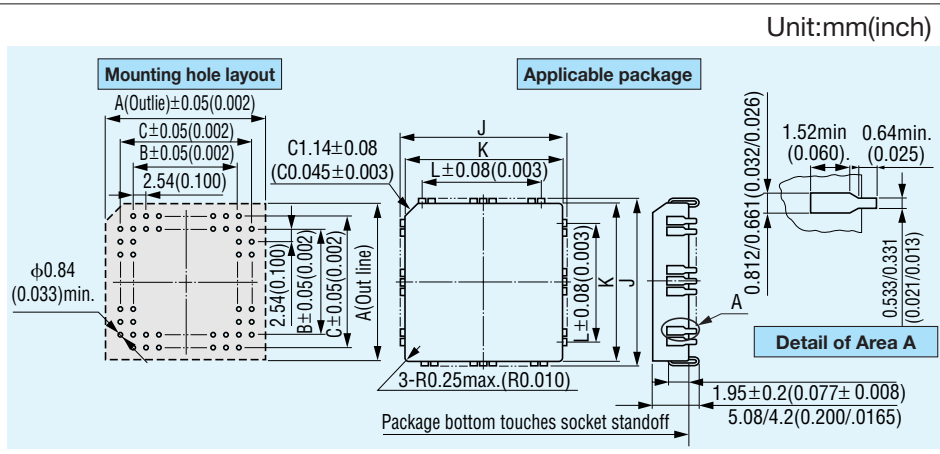 Unit:mm(inch)
Mounting hole layout
Applicable package
A(Outlie)±0.05(0.002)
C±0.05(0.002)
B±0.05(0.002)
2.54(0.100)
C1.14±0.08
(C0.045±0.003)
J
K
L±0.08(0.003)
1.52min
(0.060).
0.64min.
(0.025)
0.812/0.661(0.032/0.026)
0.533/0.331
(0.021/0.013)
ϕ0.84
(0.033)min.
2.54(0.100)
B±0.05(0.002)
C±0.05(0.002)
A(Out line)
L±0.08(0.003)
K
J
A
Detail of Area A
3-R0.25max.(R0.010)
1.95±0.2(0.077± 0.008)
5.08/4.2(0.200/.0165)
Package bottom touches socket standoff